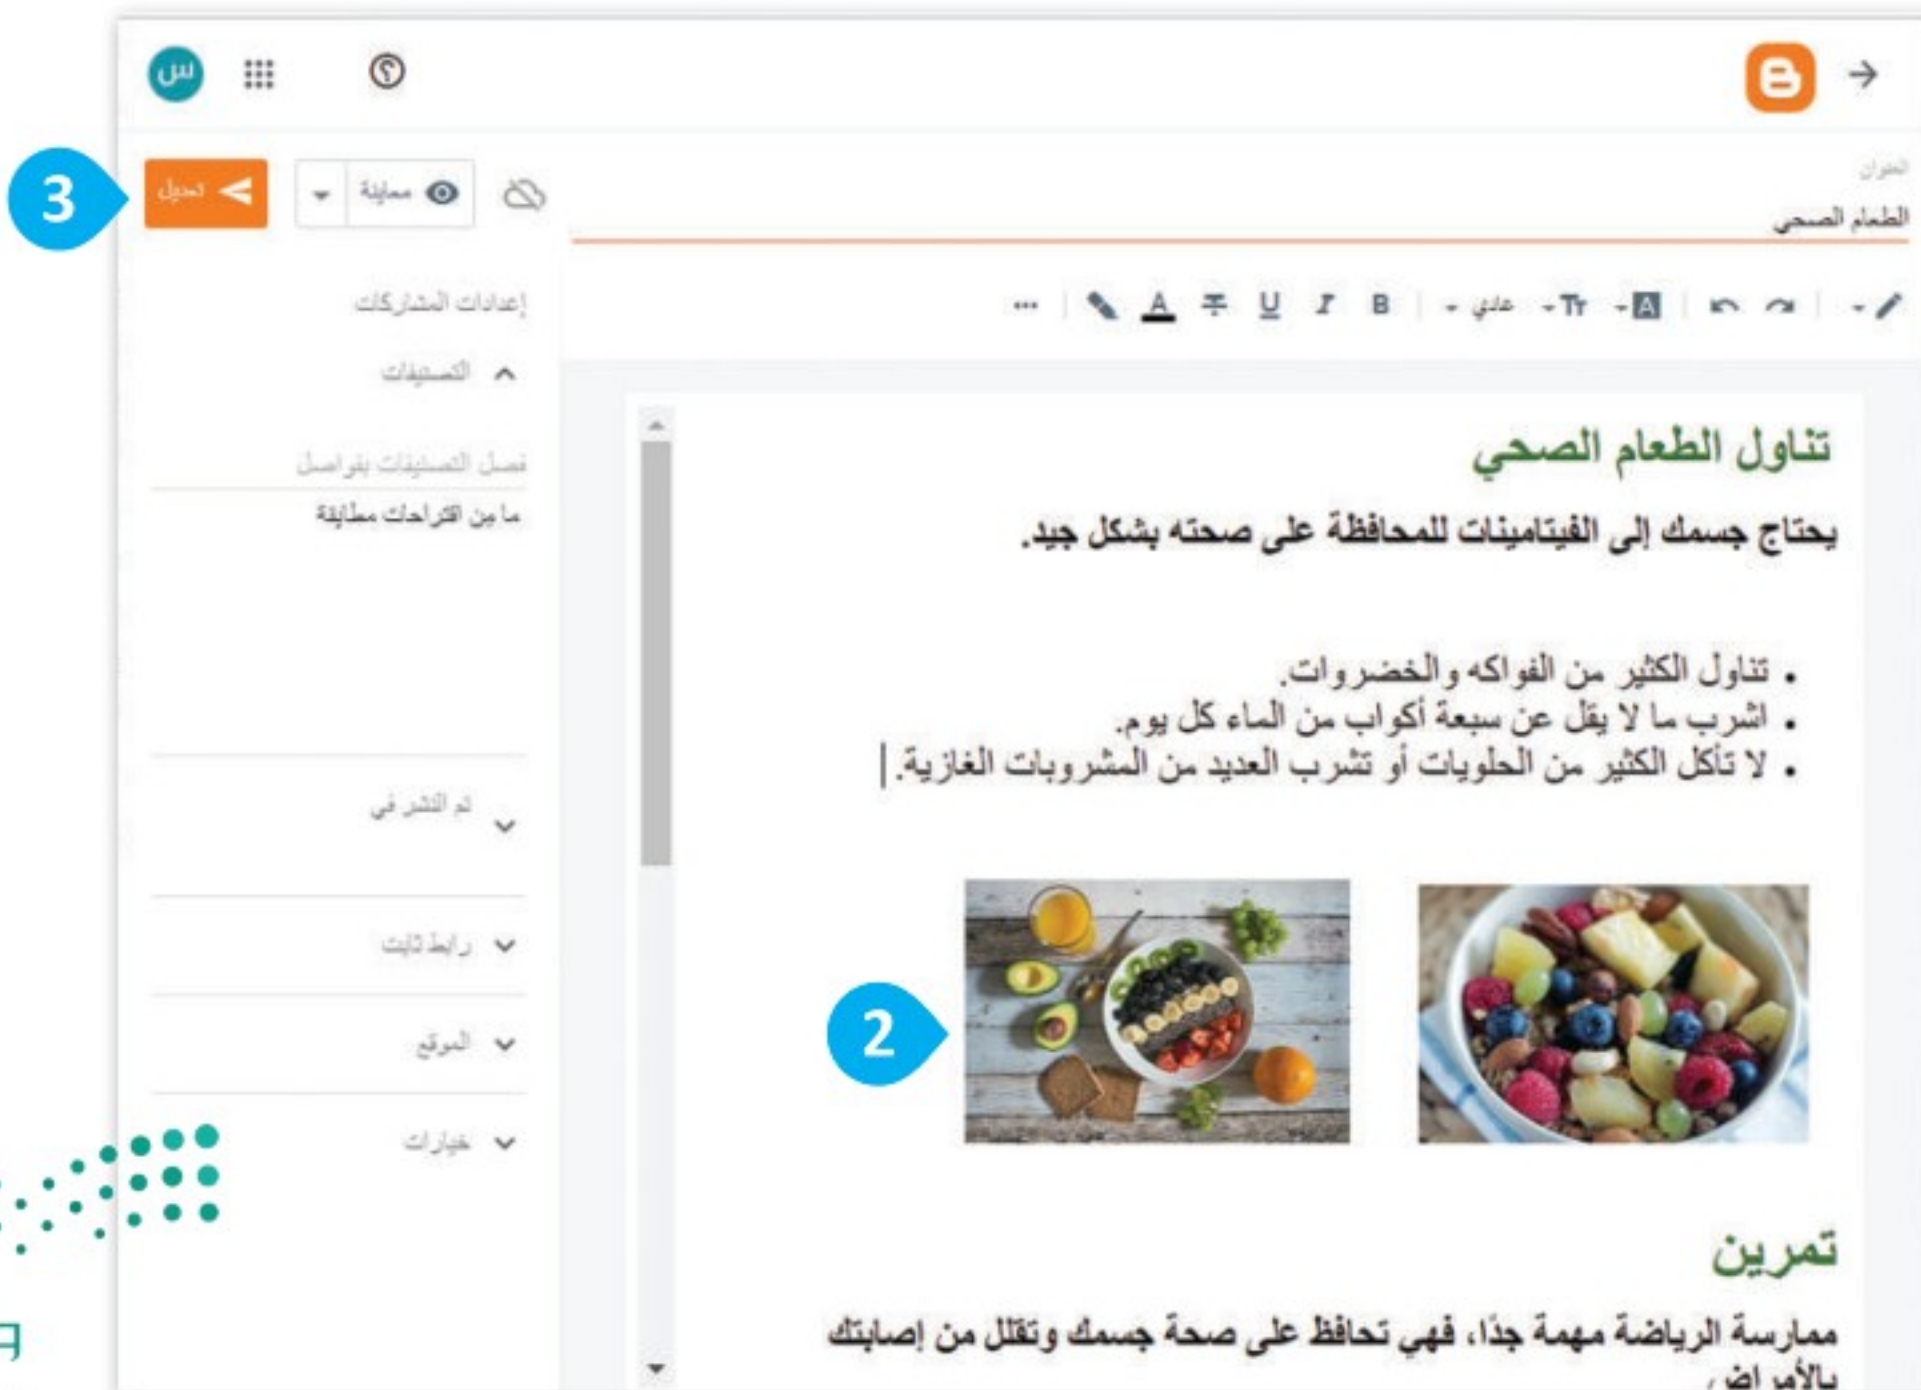 س
3
تحديل
معاينة
العنوان
الطعام الصحي
عادي
B I U A
إعدادات المشاركات
التصنيفات
فصل التصنيفات بفواصل
ما من اقتراحات مطابقة
تم النشر في
رابط ثابت
الموقع
خيارات
تناول الطعام الصحي
يحتاج جسمك إلى الفيتامينات للمحافظة على صحته بشكل جيد.
• تناول الكثير من الفواكه والخضروات.
• اشرب ما لا يقل عن سبعة أكواب من الماء كل يوم.
• لا تأكل الكثير من الحلويات أو تشرب العديد من المشروبات الغازية.
2
تمرين
ممارسة الرياضة مهمة جدًا، فهي تحافظ على صحة جسمك وتقلل من إصابتك
بالأمراض